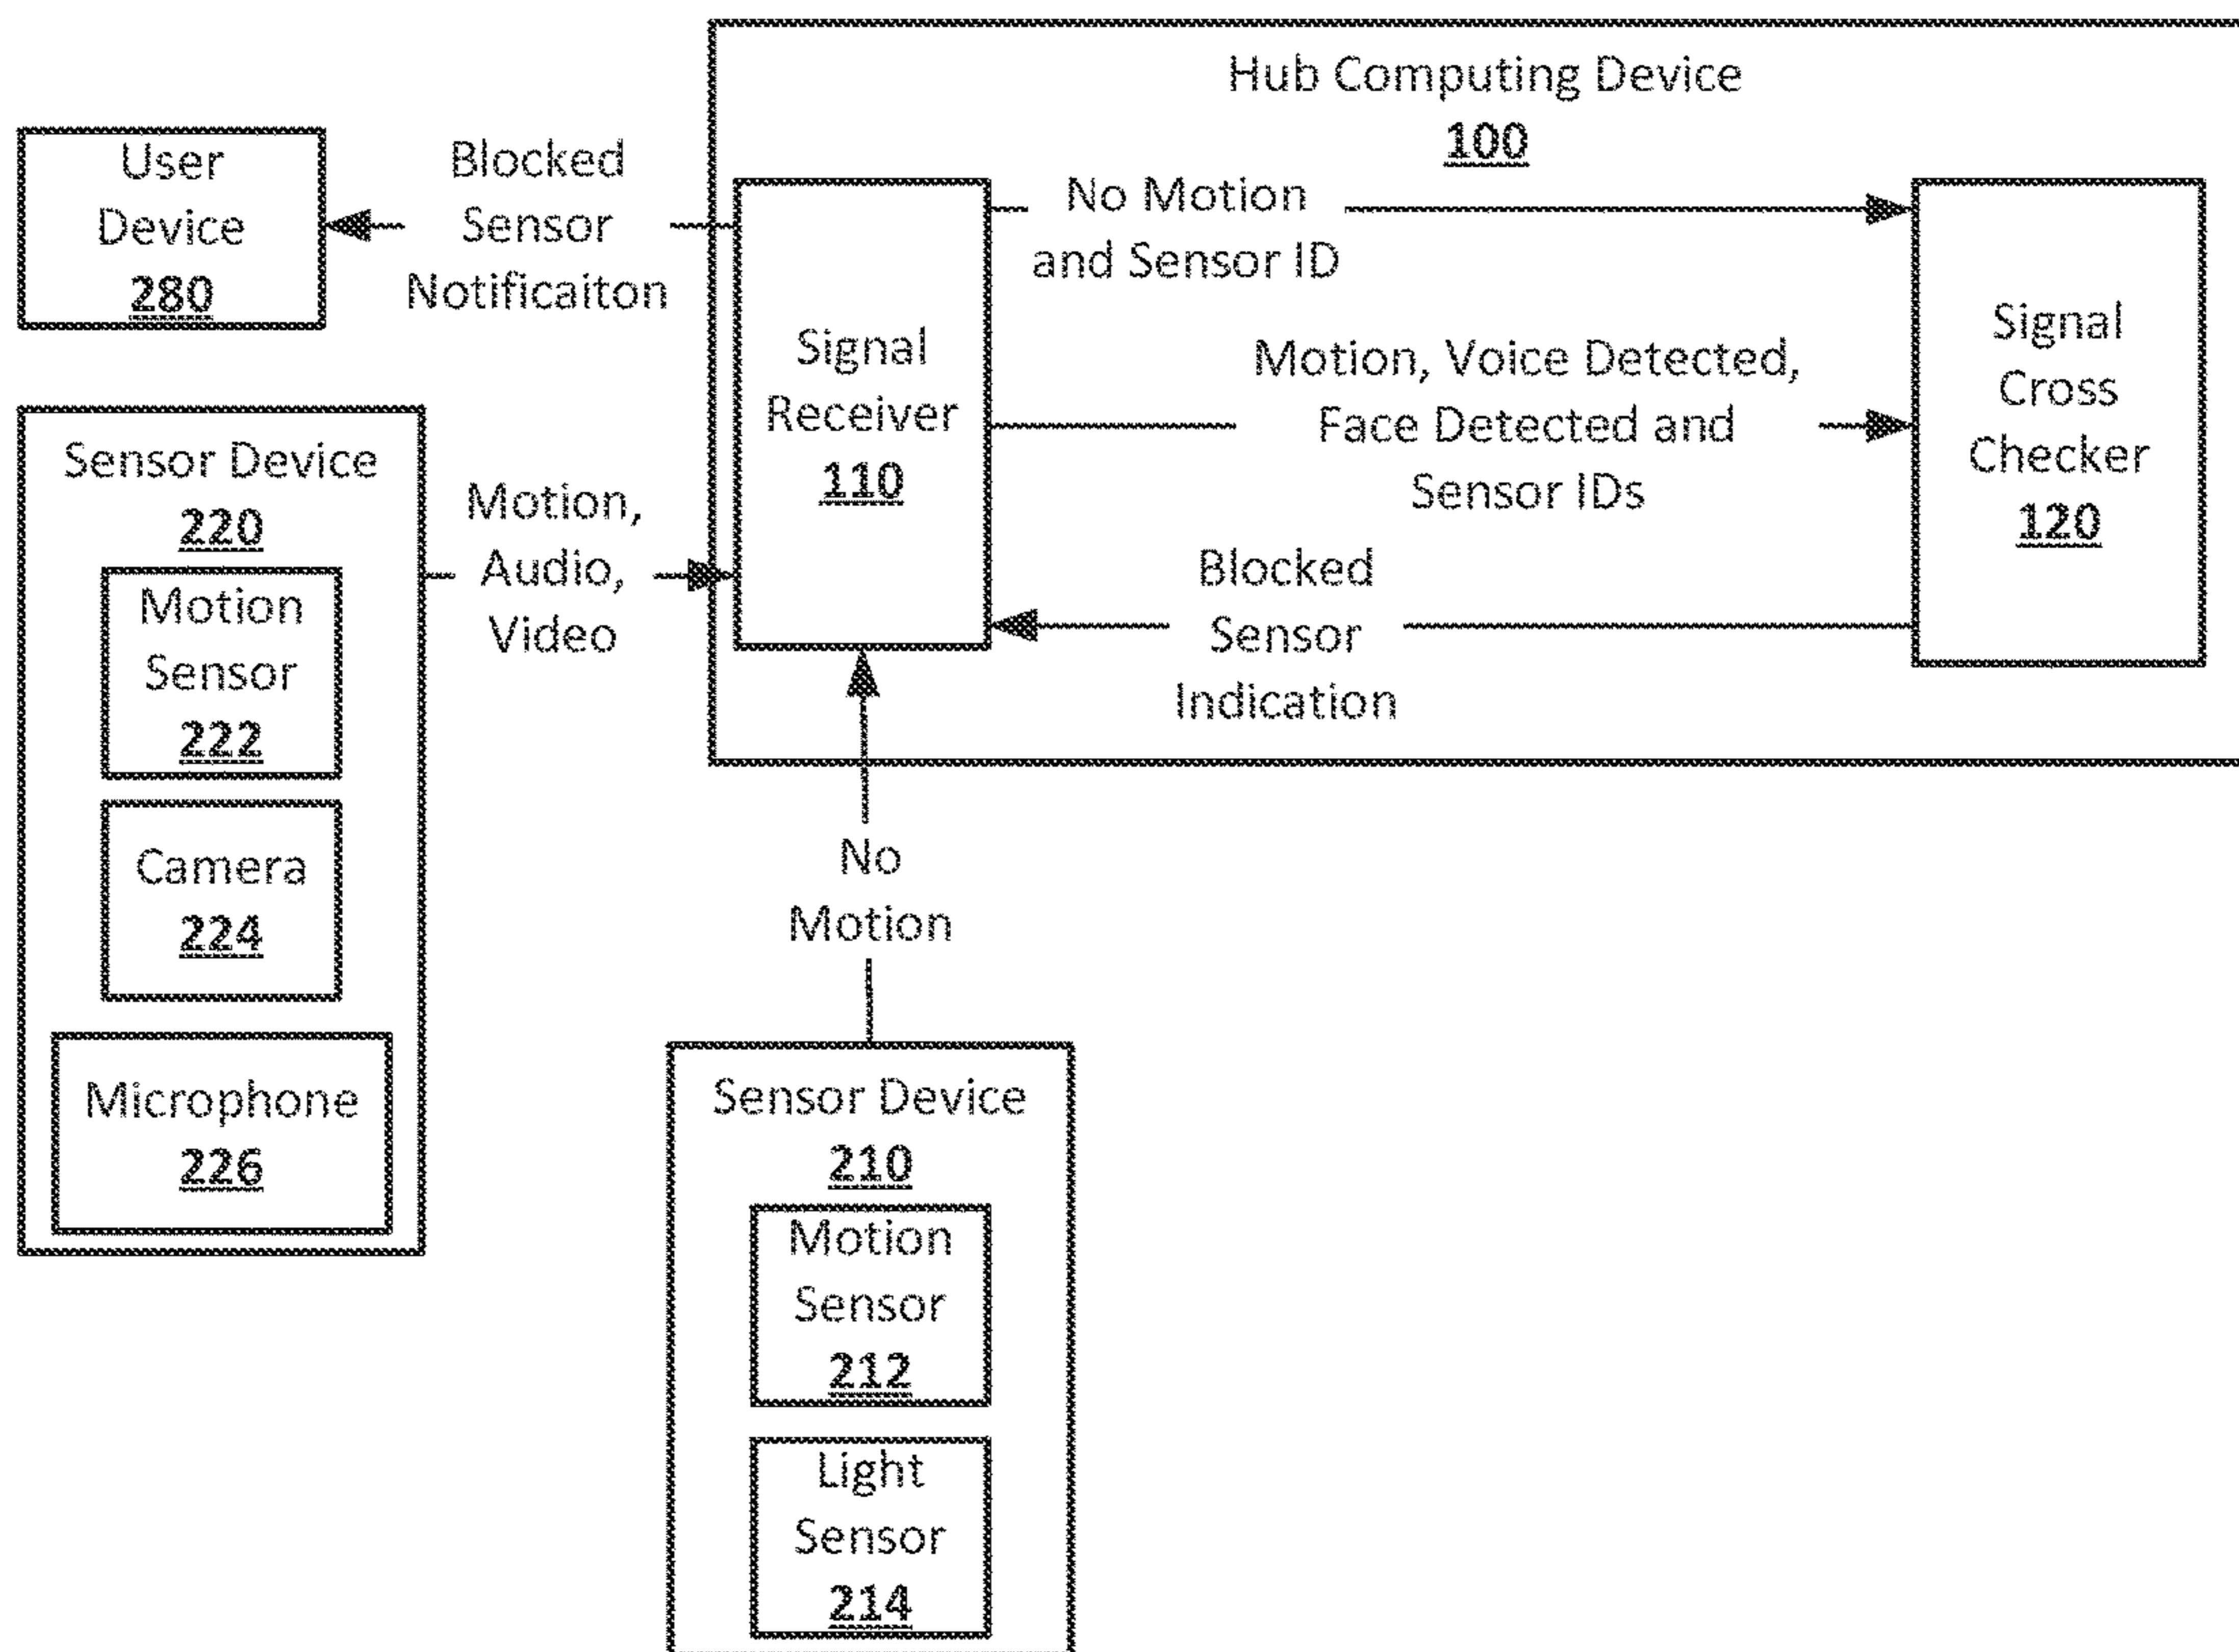 Hub Computing Device
100
User
Device
280
Blocked
Sensor
Notificaiton
No Motion
and Sensor ID
Signal
Receiver
110
Motion, Voice Detected,
Face Detected and
Sensor IDs
Signal
Cross
Checker
120
Blocked
Sensor
Indication
Sensor Device
220
Motion
Sensor
222
Camera
224
Microphone
226
Motion,
Audio,
Video
No
Motion
Sensor Device
210
Motion
Sensor
212
Light
Sensor
214